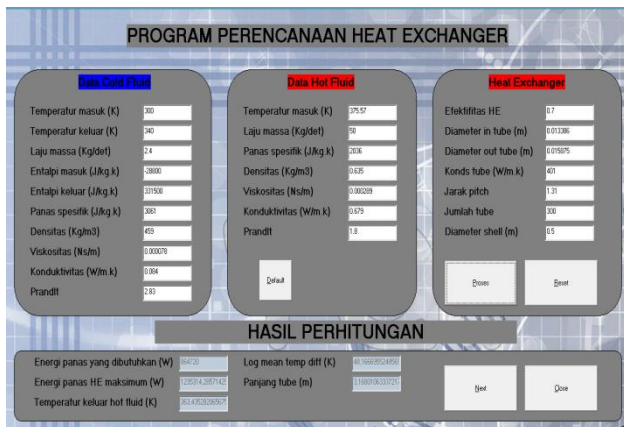 PROGRAM PERENCANAAN HEAT EXCHANGER
Data Cold Fluid
Temperatur masuk (K) 300
Temperatur keluar (K) 340
Laju massa (Kg/det) 2.4
Entalpi masuk (J/kg.k) -28800
Entalpi keluar (J/kg.k) 331500
Panas spesifik (J/kg.k) 3061
Densitas (Kg/m3) 459
Viskositas (Ns/m) 0.000078
Konduktivitas (W/m.k) 0.084
Prandlt 2.83
Data Hot Fluid
Temperatur masuk (K) 375.57
Laju massa (Kg/det) 50
Panas spesifik (J/kg.k) 2036
Densitas (Kg/m3) 0.635
Viskositas (Ns/m) 0.000289
Konduktivitas (W/m.k) 0.679
Prandlt 1.8
Default
Heat Exchanger
Efektifitas HE 0.7
Diameter in tube (m) 0.013386
Diameter out tube (m) 0.015875
Konds tube (W/m.k) 401
Jarak pitch 1.31
Jumlah tube 300
Diameter shell (m) 0.5
Proses
Reset
HASIL PERHITUNGAN
Energi panas yang dibutuhkan (W) 864720
Energi panas HE maksimum (W)
Temperatur keluar hot fluid (K)
Log mean temp diff (K)
Panjang tube (m)
Next
Close